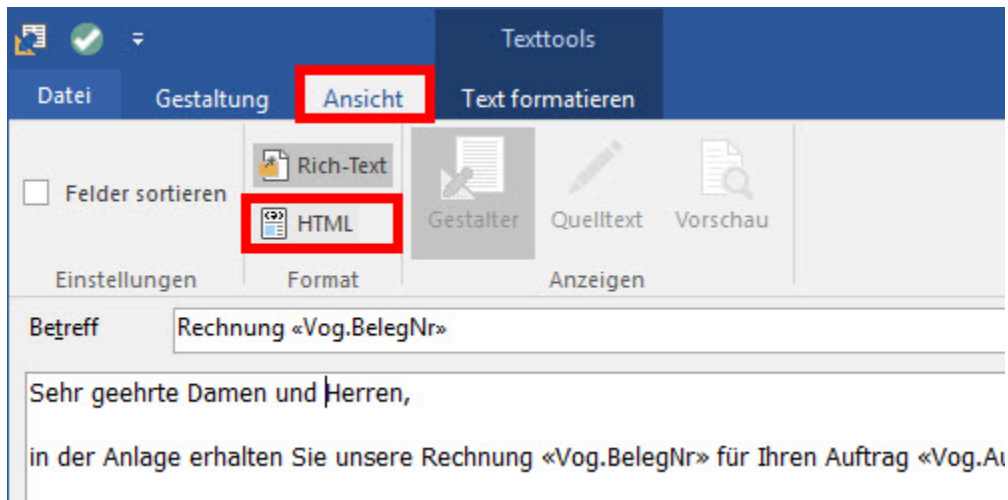 Texttools
Datei Gestaltung Ansicht Text formatieren
Felder sortieren
Rich-Text
HTML
Gestalter Quelltext Vorschau
Einstellungen Format Anzeigen
Betreff Rechnung «Vog.BelegNr»
Sehr geehrte Damen und Herren,
in der Anlage erhalten Sie unsere Rechnung «Vog.BelegNr» für Ihren Auftrag